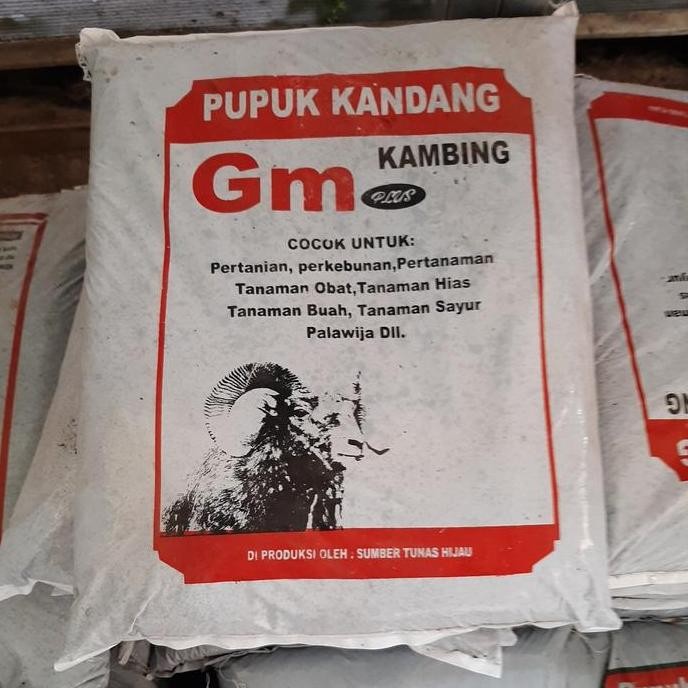 PUPUK KANDANG
KAMBING
Gm PLUS
COCOK UNTUK:
Pertanian, perkebunan,Pertanaman
Tanaman Obat,Tanaman Hias
Tanaman Buah, Tanaman Sayur
Palawija Dll.
DI PRODUKSI OLEH : SUMBER TUNAS HIJAU